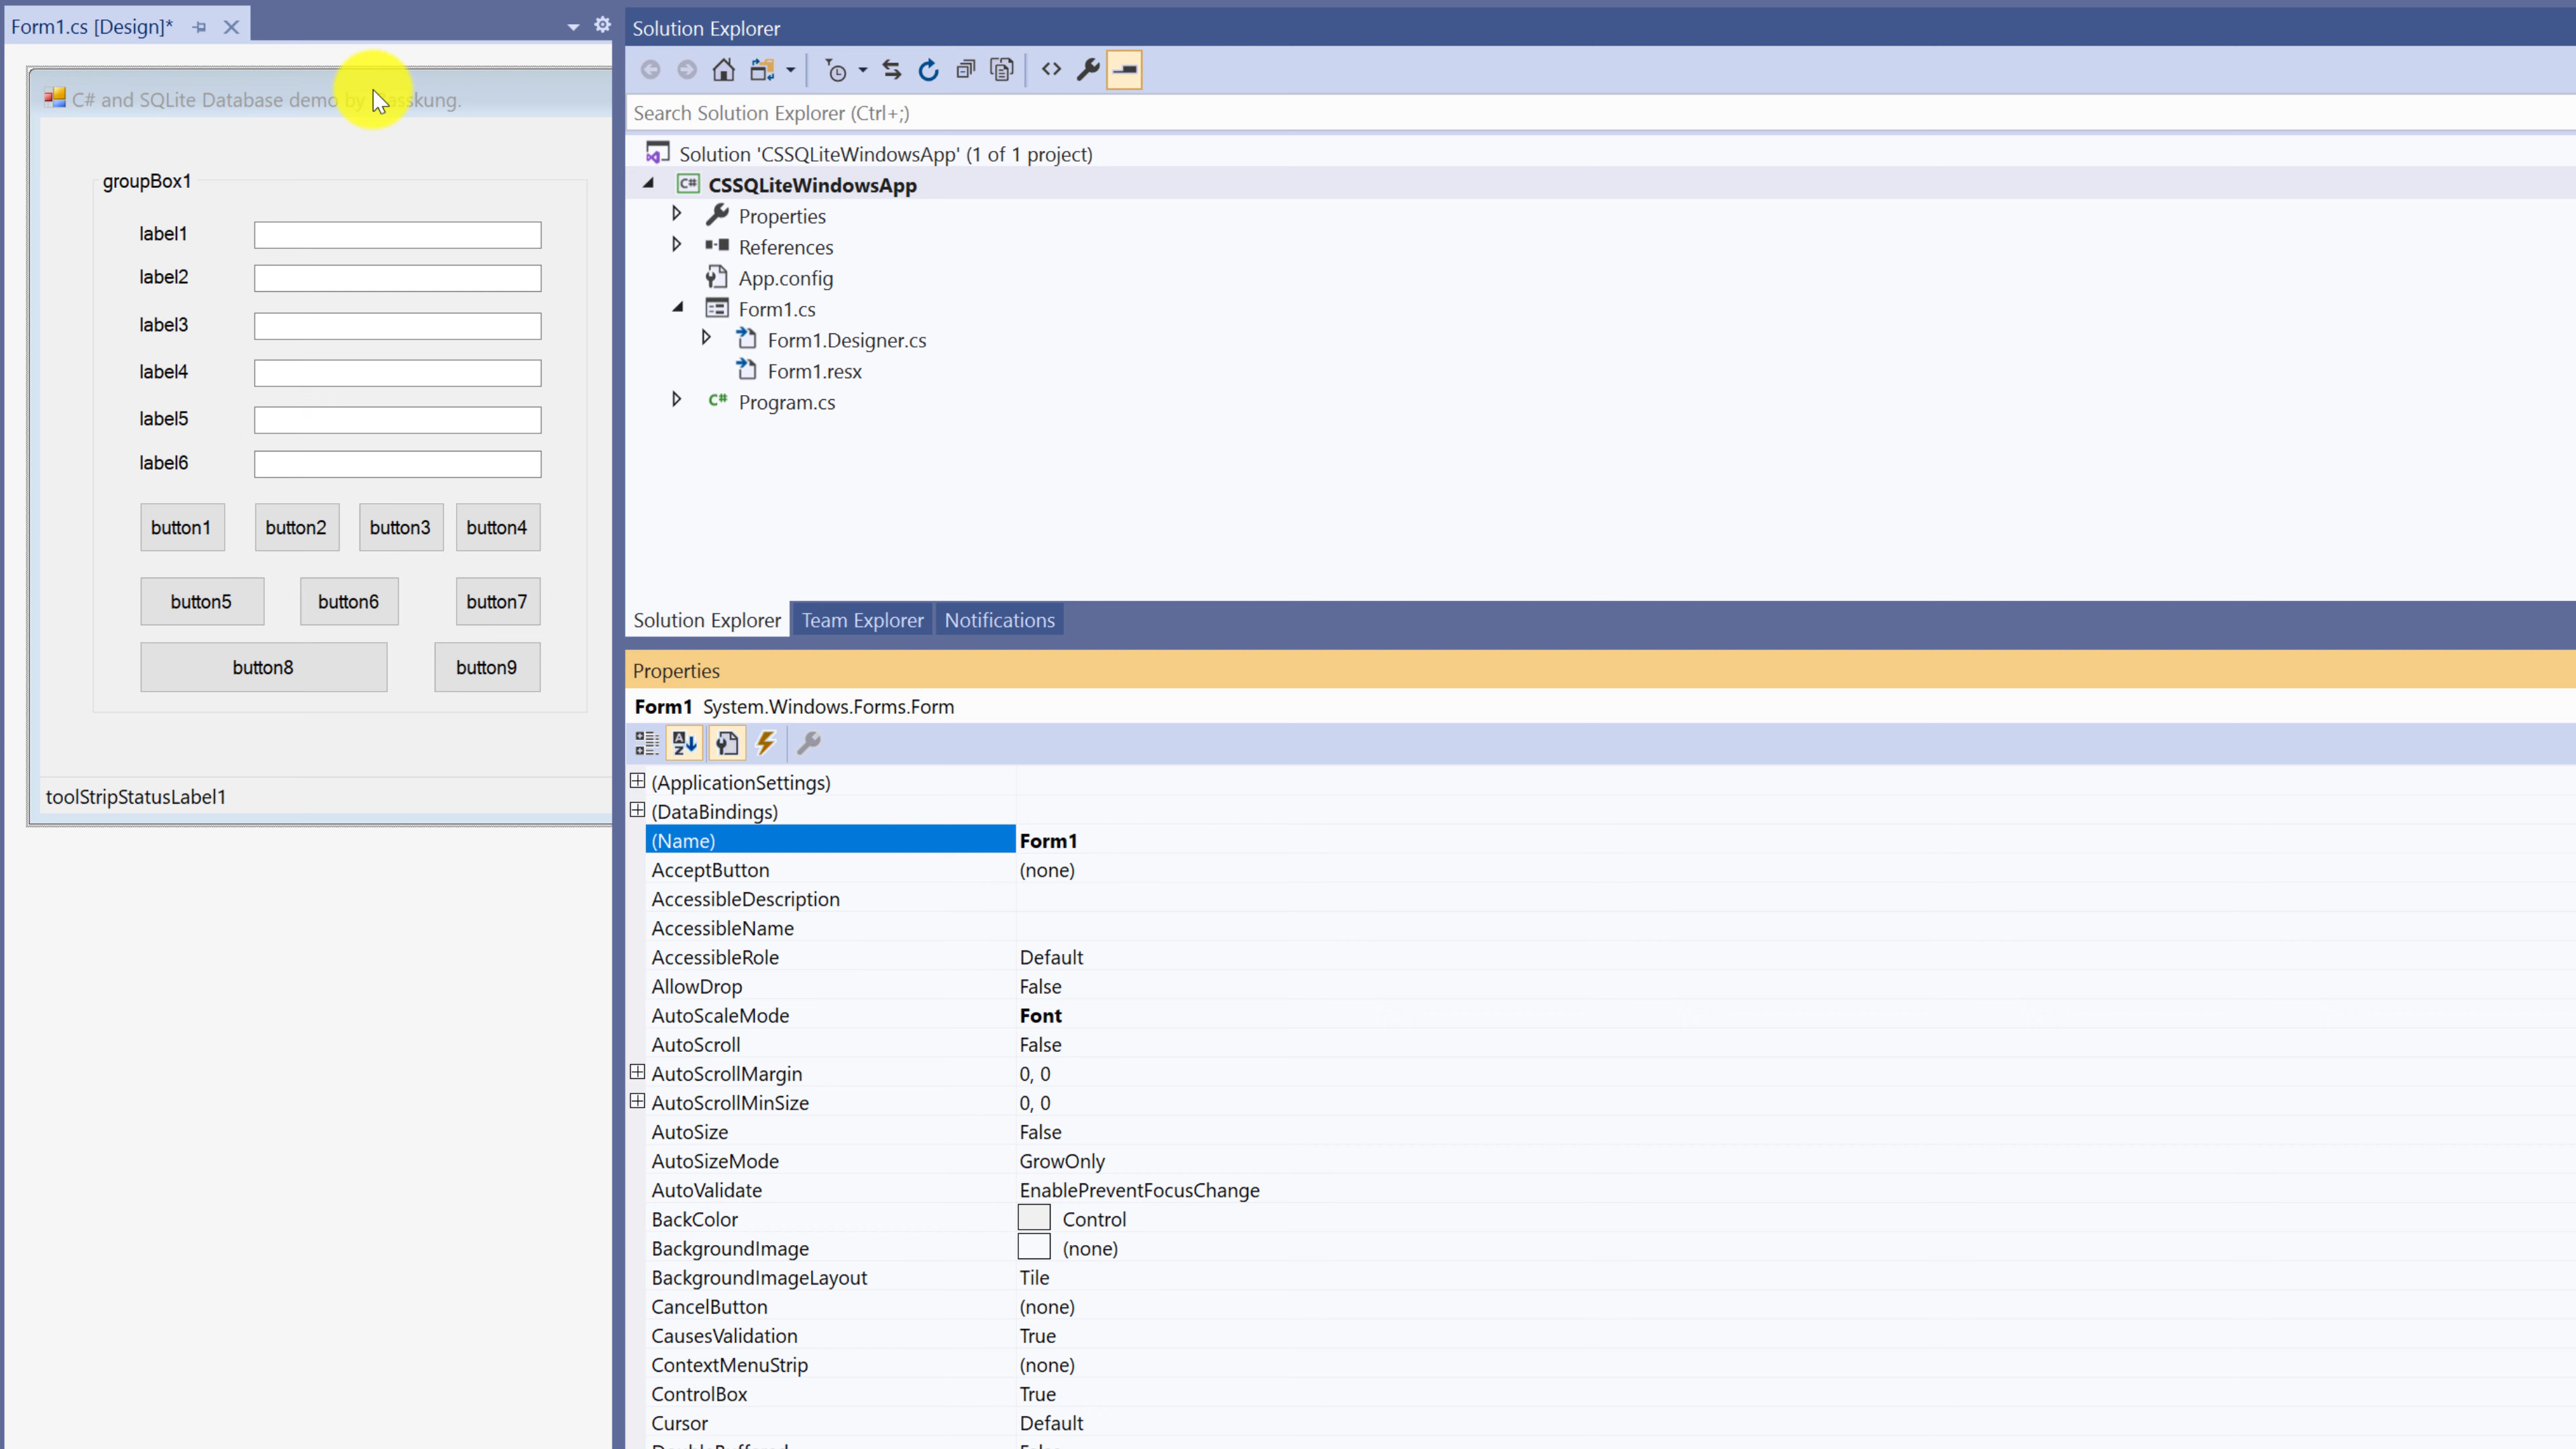 Form1.cs [Design]*
C# and SQLite Database demo
groupBox1
label1
label2
label3
label4
label5
label6
button1 button2 button3 button4
button5 button6 button7
button8 button9
toolStripStatusLabel1
Solution Explorer
Search Solution Explorer (Ctrl+;)
Solution 'CSSQLiteWindowsApp' (1 of 1 project)
C# CSSQLiteWindowsApp
Properties
References
App.config
Form1.cs
Form1.Designer.cs
Form1.resx
C# Program.cs
Solution Explorer Team Explorer Notifications
Properties
Form1 System.Windows.Forms.Form
(ApplicationSettings)
(DataBindings)
(Name) Form1
AcceptButton (none)
AccessibleDescription
AccessibleName
AccessibleRole Default
AllowDrop False
AutoScaleMode Font
AutoScroll False
AutoScrollMargin 0, 0
AutoScrollMinSize 0, 0
AutoSize False
AutoSizeMode GrowOnly
AutoValidate EnablePreventFocusChange
BackColor Control
BackgroundImage (none)
BackgroundImageLayout Tile
CancelButton (none)
CausesValidation True
ContextMenuStrip (none)
ControlBox True
Cursor Default